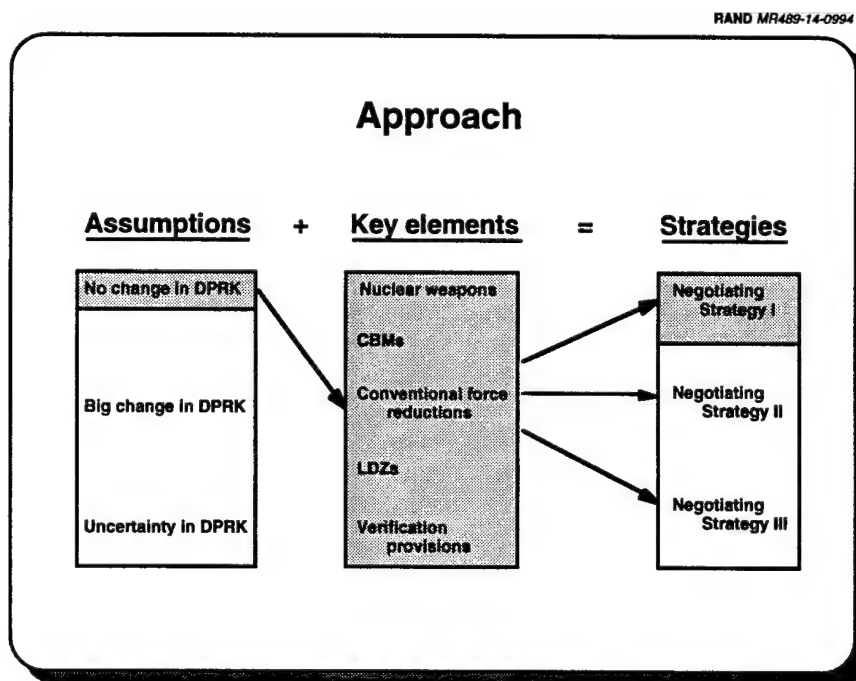 RAND MR489-14-0994
Approach
Assumptions + Key elements = Strategies
No change in DPRK
Big change in DPRK
Uncertainty in DPRK
Nuclear weapons
CBMs
Conventional force
reductions
LDZs
Verification
provisions
Negotiating
Strategy I
Negotiating
Strategy II
Negotiating
Strategy III